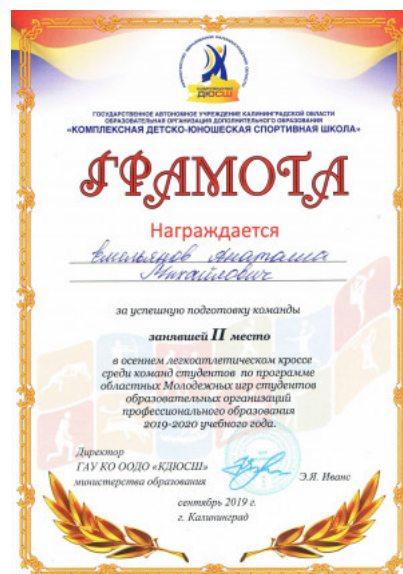 ДЮСШ
ГОСУДАРСТВЕННОЕ АВТОНОМНОЕ УЧРЕЖДЕНИЕ КАЛИНИНГРАДСКОЙ ОБЛАСТИ
ОБРАЗОВАТЕЛЬНАЯ ОРГАНИЗАЦИЯ ДОПОЛНИТЕЛЬНОГО ОБРАЗОВАНИЯ
«КОМПЛЕКСНАЯ ДЕТСКО-ЮНОШЕСКАЯ СПОРТИВНАЯ ШКОЛА»
ГРАМОТА
Награждается
Михайлович
за успешную подготовку команды
занявшей II место
в осеннем легкоатлетическом кроссе
среди команд студентов по программе
областных Молодежных игр студентов
образовательных организаций
профессионального образования
2019-2020 учебного года.
Директор
ГАУ КО ООДО «КДЮСШ»
министерства образования
Э.Я. Иванс
сентябрь 2019 г.
г. Калининград